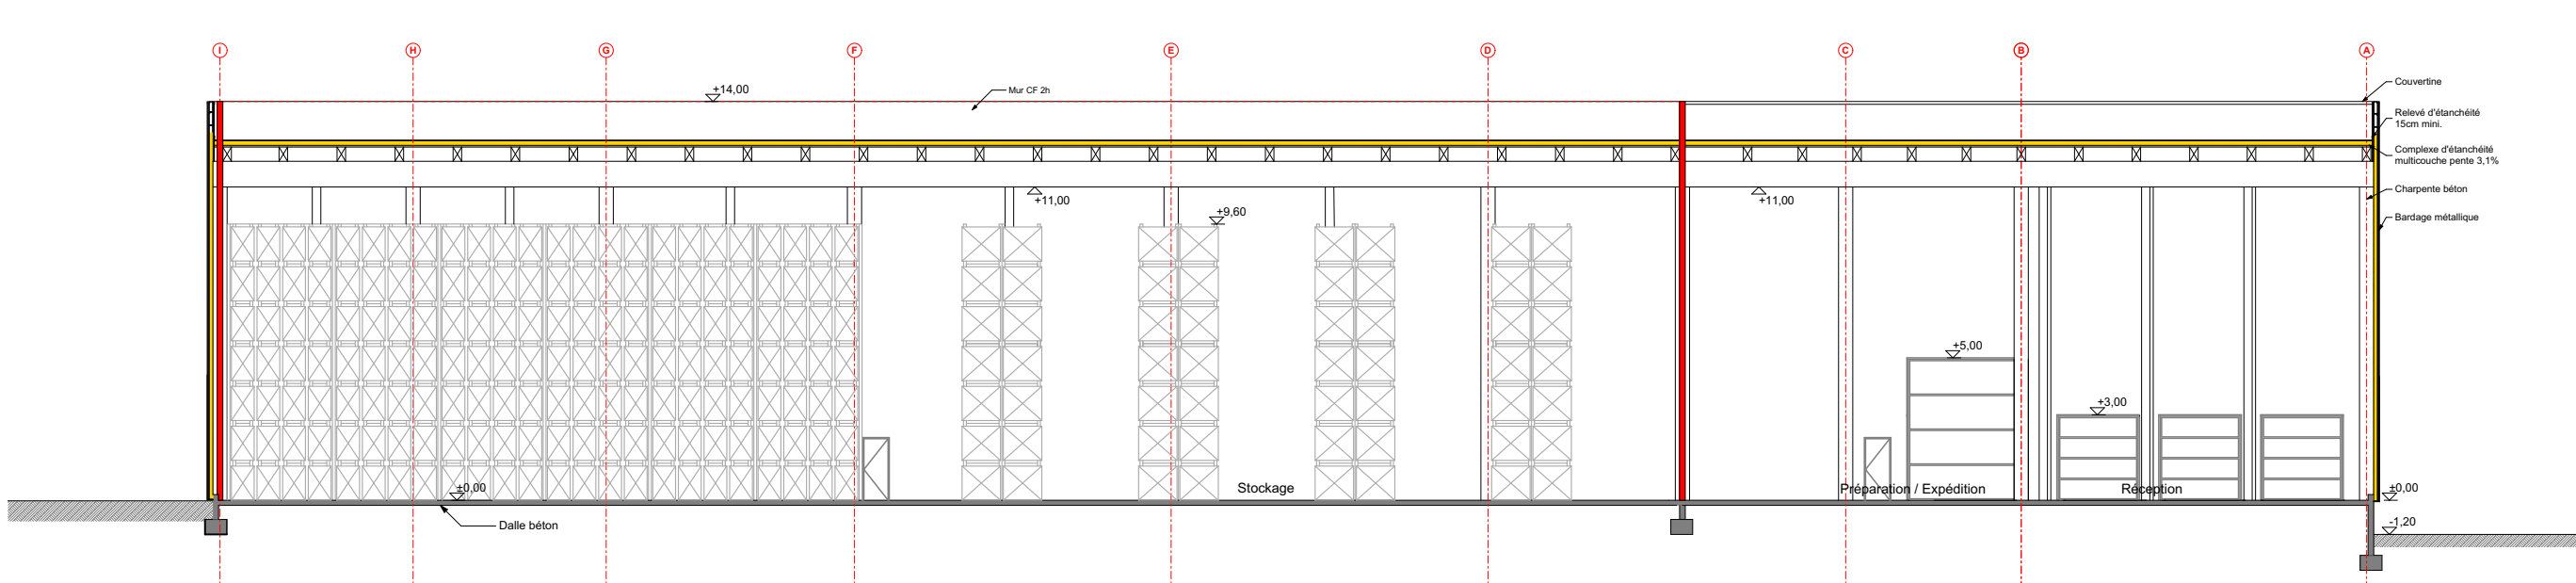 I
H
G
F
E
D
C
B
A
+14,00
Mur CF 2h
Couvertine
Relevé d'étanchéité
15cm mini.
Complexe d'étanchéité
multicouche pente 3,1%
Charpente béton
Bardage métallique
+11,00
+11,00
+9,60
+5,00
+3,00
±0,00
Stockage
Préparation / Expédition
Réception
±0,00
-1,20
Dalle béton